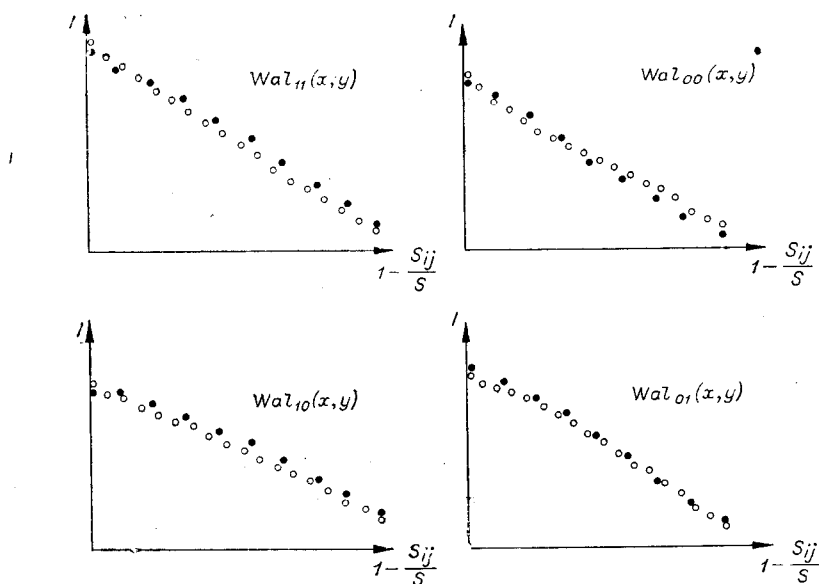 I
Wal₁₁(x,y)
1 - Sij/S
I
Wal₀₀(x,y)
1 - Sij/S
I
Wal₁₀(x,y)
1 - Sij/S
I
Wal₀₁(x,y)
1 - Sij/S